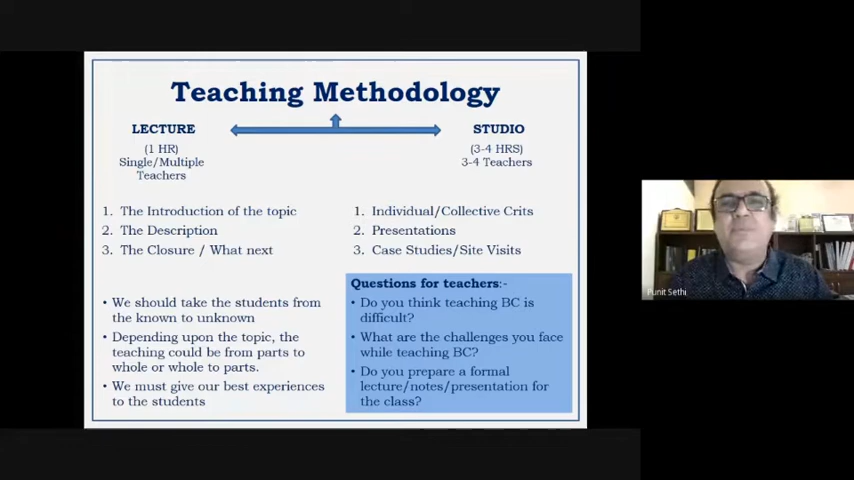 Teaching Methodology
LECTURE
(1 HR)
Single/Multiple
Teachers
STUDIO
(3-4 HRS)
3-4 Teachers
1. The Introduction of the topic
2. The Description
3. The Closure / What next
1. Individual/Collective Crits
2. Presentations
3. Case Studies/Site Visits
• We should take the students from
the known to unknown
• Depending upon the topic, the
teaching could be from parts to
whole or whole to parts.
• We must give our best experiences
to the students
Questions for teachers:-
• Do you think teaching BC is
difficult?
• What are the challenges you face
while teaching BC?
• Do you prepare a formal
lecture/notes/presentation for
the class?
Punit Sethi